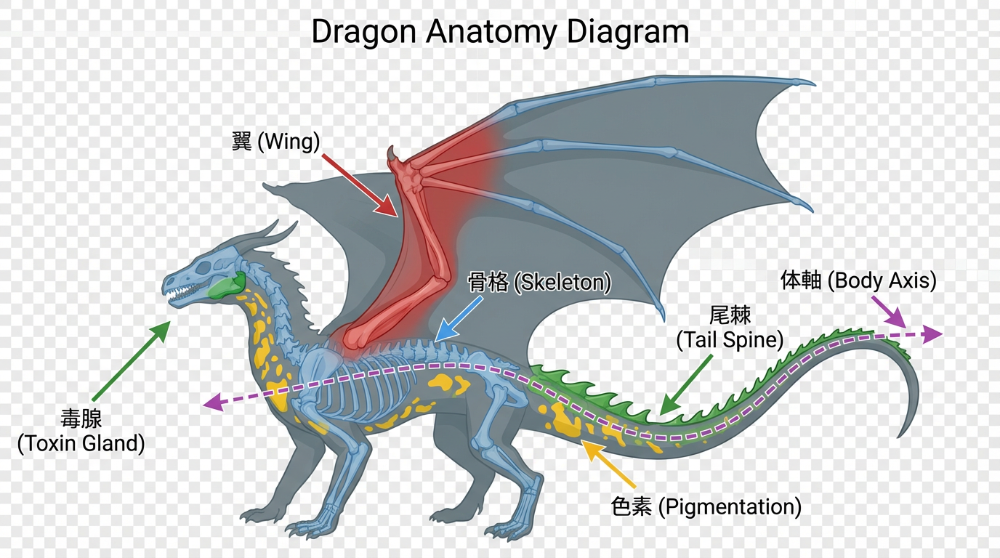 Dragon Anatomy Diagram
翼 (Wing)
骨格 (Skeleton)
体軸 (Body Axis)
尾棘
(Tail Spine)
毒腺
(Toxin Gland)
色素 (Pigmentation)